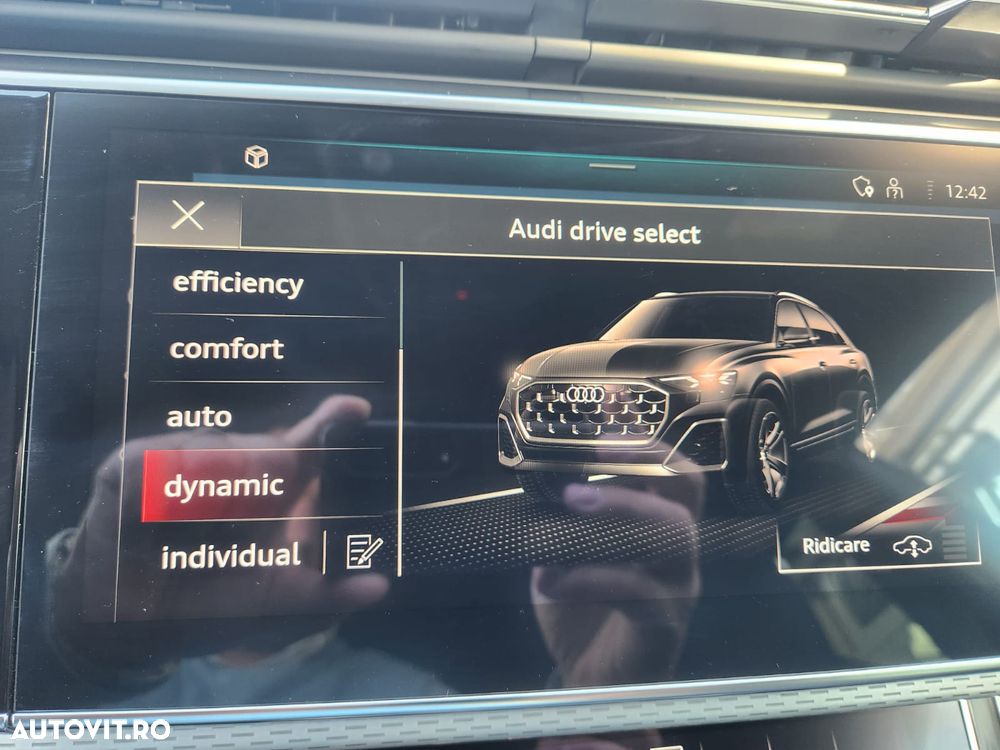 12:42
Audi drive select
efficiency
comfort
auto
dynamic
individual
Ridicare
AUTOVIT.RO